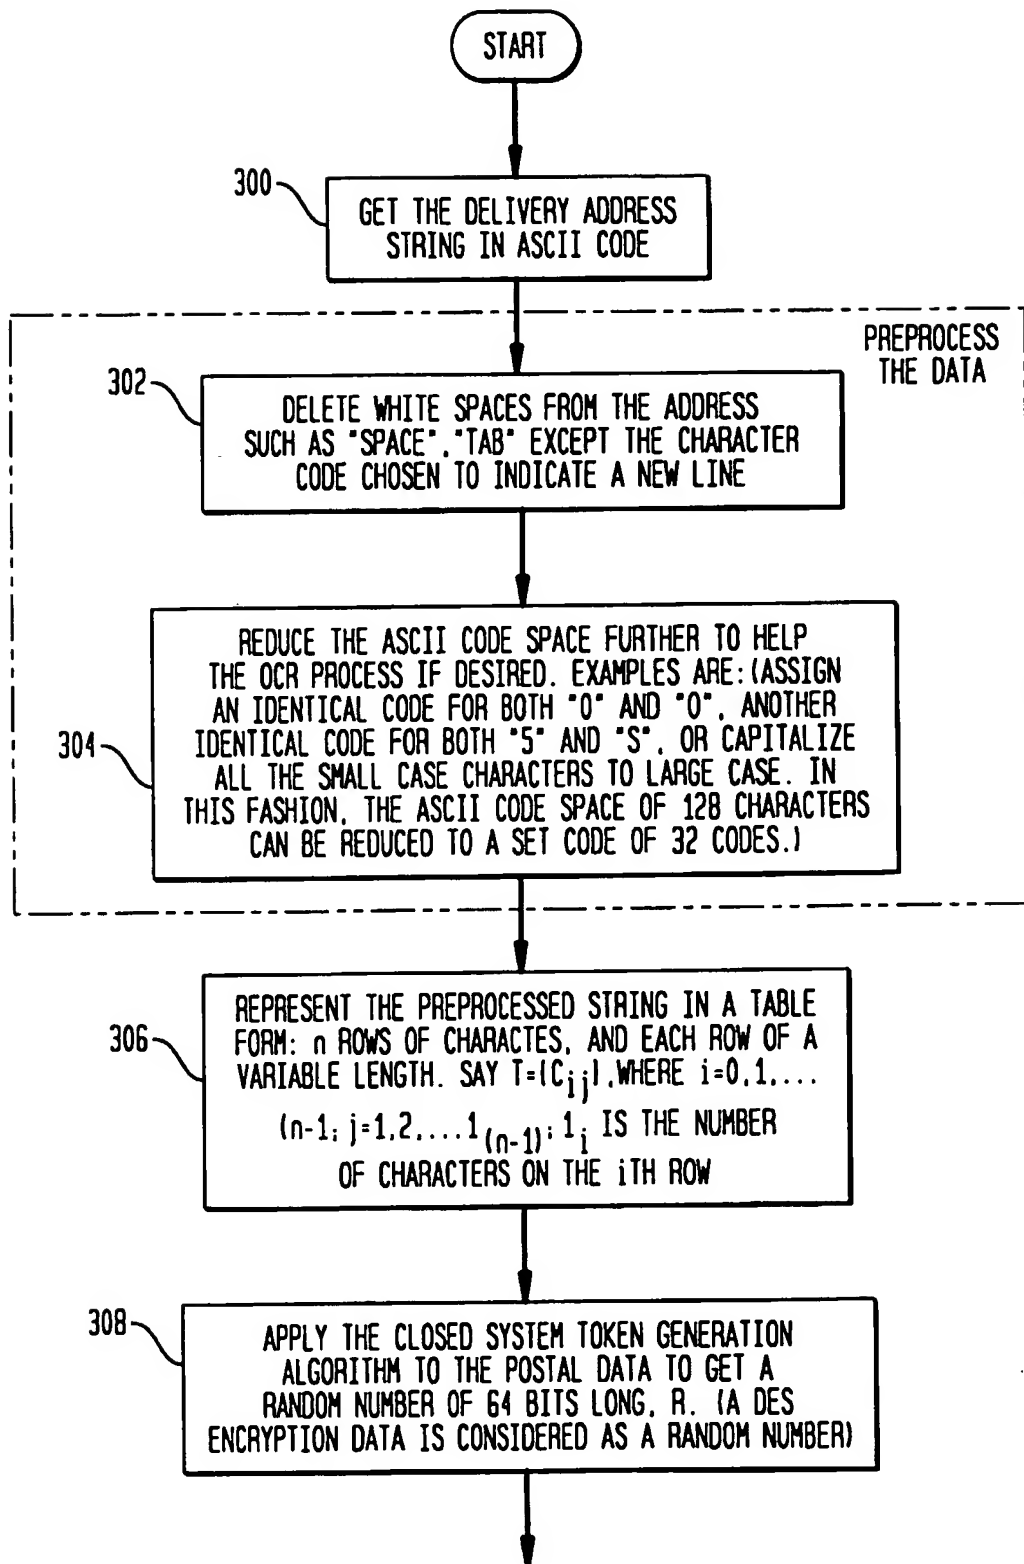 START
300
GET THE DELIVERY ADDRESS
STRING IN ASCII CODE
PREPROCESS
THE DATA
302
DELETE WHITE SPACES FROM THE ADDRESS
SUCH AS "SPACE", "TAB" EXCEPT THE CHARACTER
CODE CHOSEN TO INDICATE A NEW LINE
304
REDUCE THE ASCII CODE SPACE FURTHER TO HELP
THE OCR PROCESS IF DESIRED. EXAMPLES ARE: (ASSIGN
AN IDENTICAL CODE FOR BOTH "0" AND "O", ANOTHER
IDENTICAL CODE FOR BOTH "5" AND "S", OR CAPITALIZE
ALL THE SMALL CASE CHARACTERS TO LARGE CASE. IN
THIS FASHION, THE ASCII CODE SPACE OF 128 CHARACTERS
CAN BE REDUCED TO A SET CODE OF 32 CODES.)
306
REPRESENT THE PREPROCESSED STRING IN A TABLE
FORM: n ROWS OF CHARACTES, AND EACH ROW OF A
VARIABLE LENGTH. SAY T=(C_ij), WHERE i=0,1,...
(n-1; j=1,2,...1_(n-1); 1_i IS THE NUMBER
OF CHARACTERS ON THE iTH ROW
308
APPLY THE CLOSED SYSTEM TOKEN GENERATION
ALGORITHM TO THE POSTAL DATA TO GET A
RANDOM NUMBER OF 64 BITS LONG, R. (A DES
ENCRYPTION DATA IS CONSIDERED AS A RANDOM NUMBER)